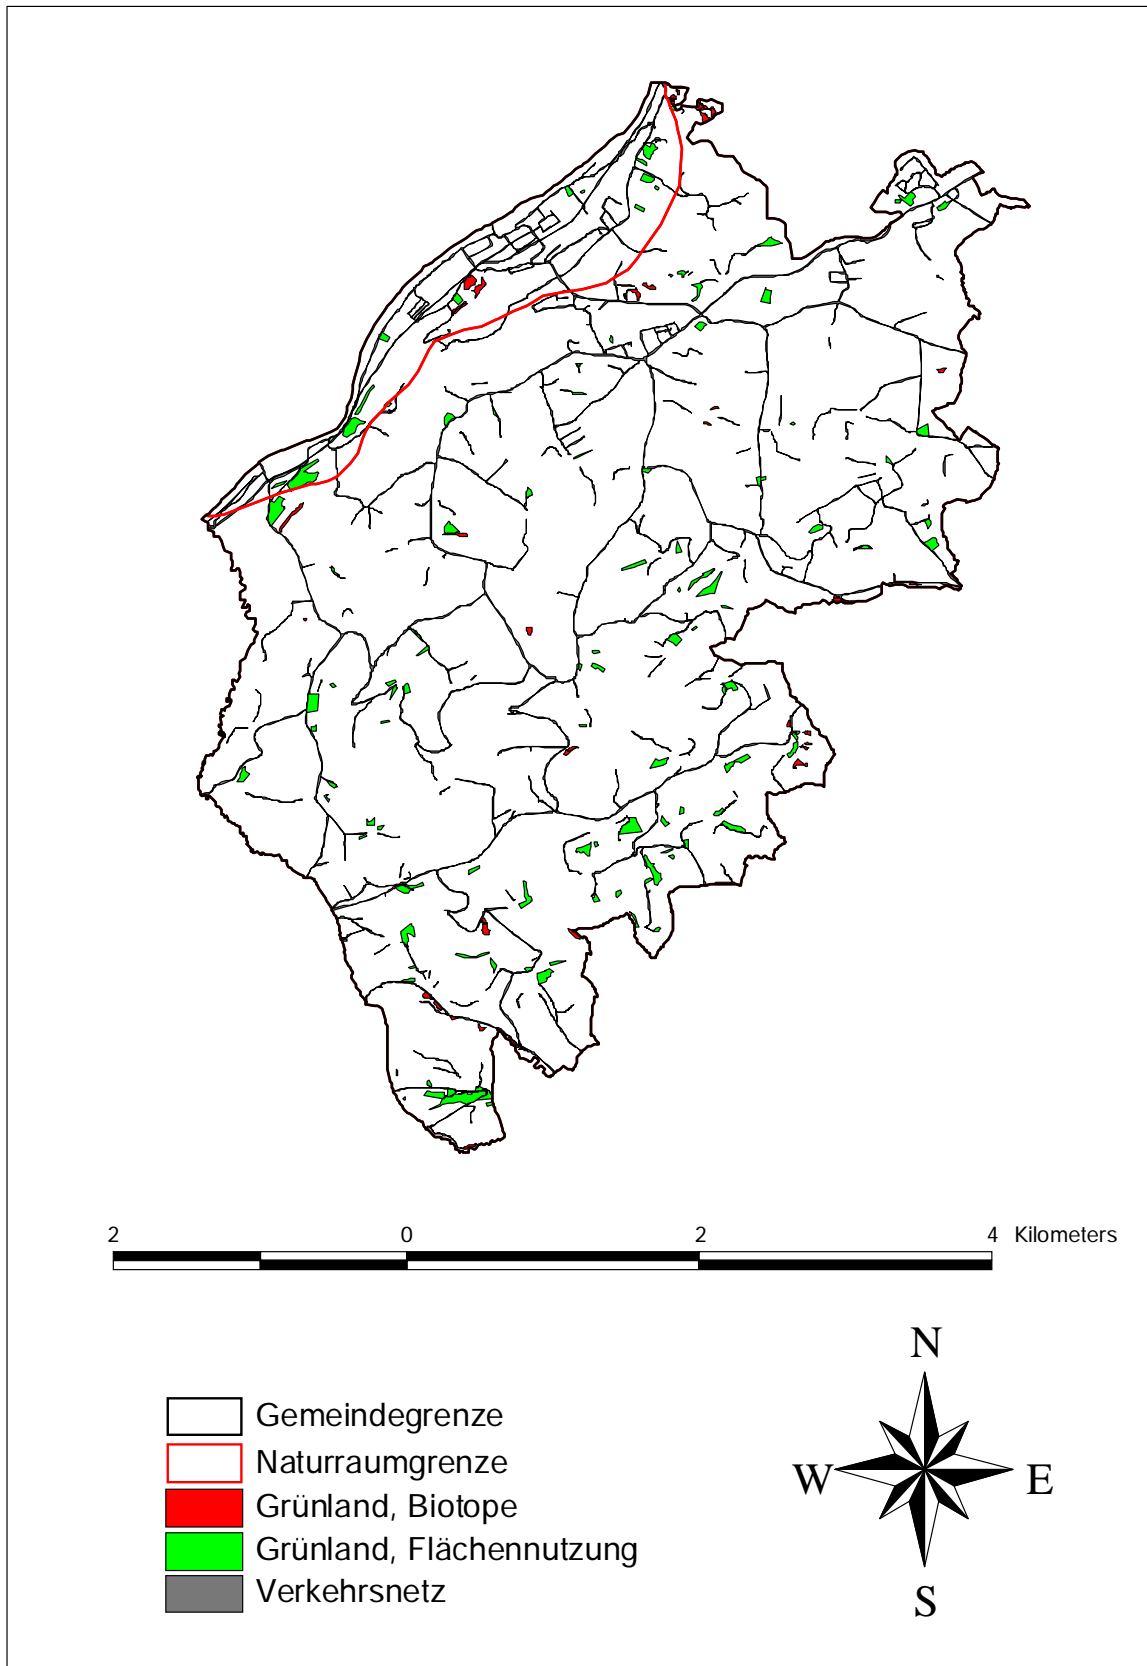 2 0 2 4 Kilometers
N
W E
S
Gemeindegrenze
Naturraumgrenze
Grünland, Biotope
Grünland, Flächennutzung
Verkehrsnetz